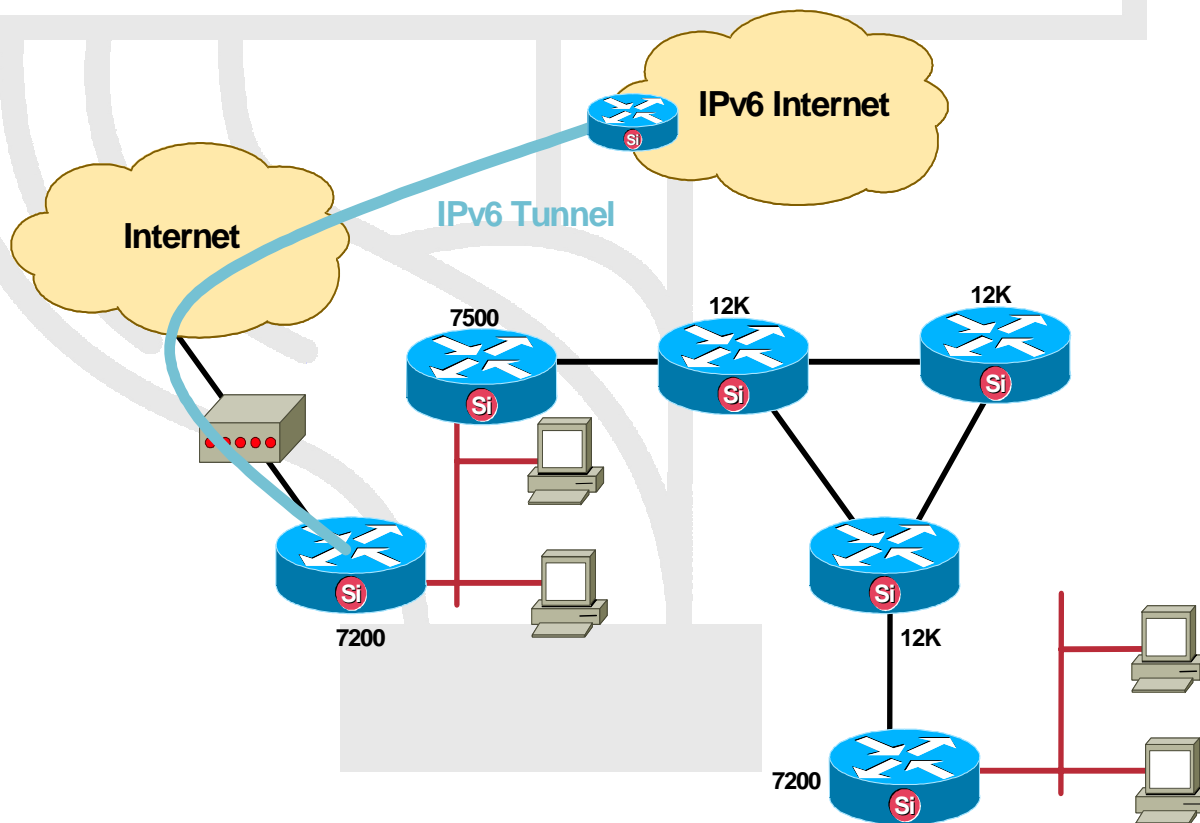 IPv6 Internet
Si
IPv6 Tunnel
Internet
12K
12K
7500
Si
Si
Si
Si
7200
Si
12K
7200
Si